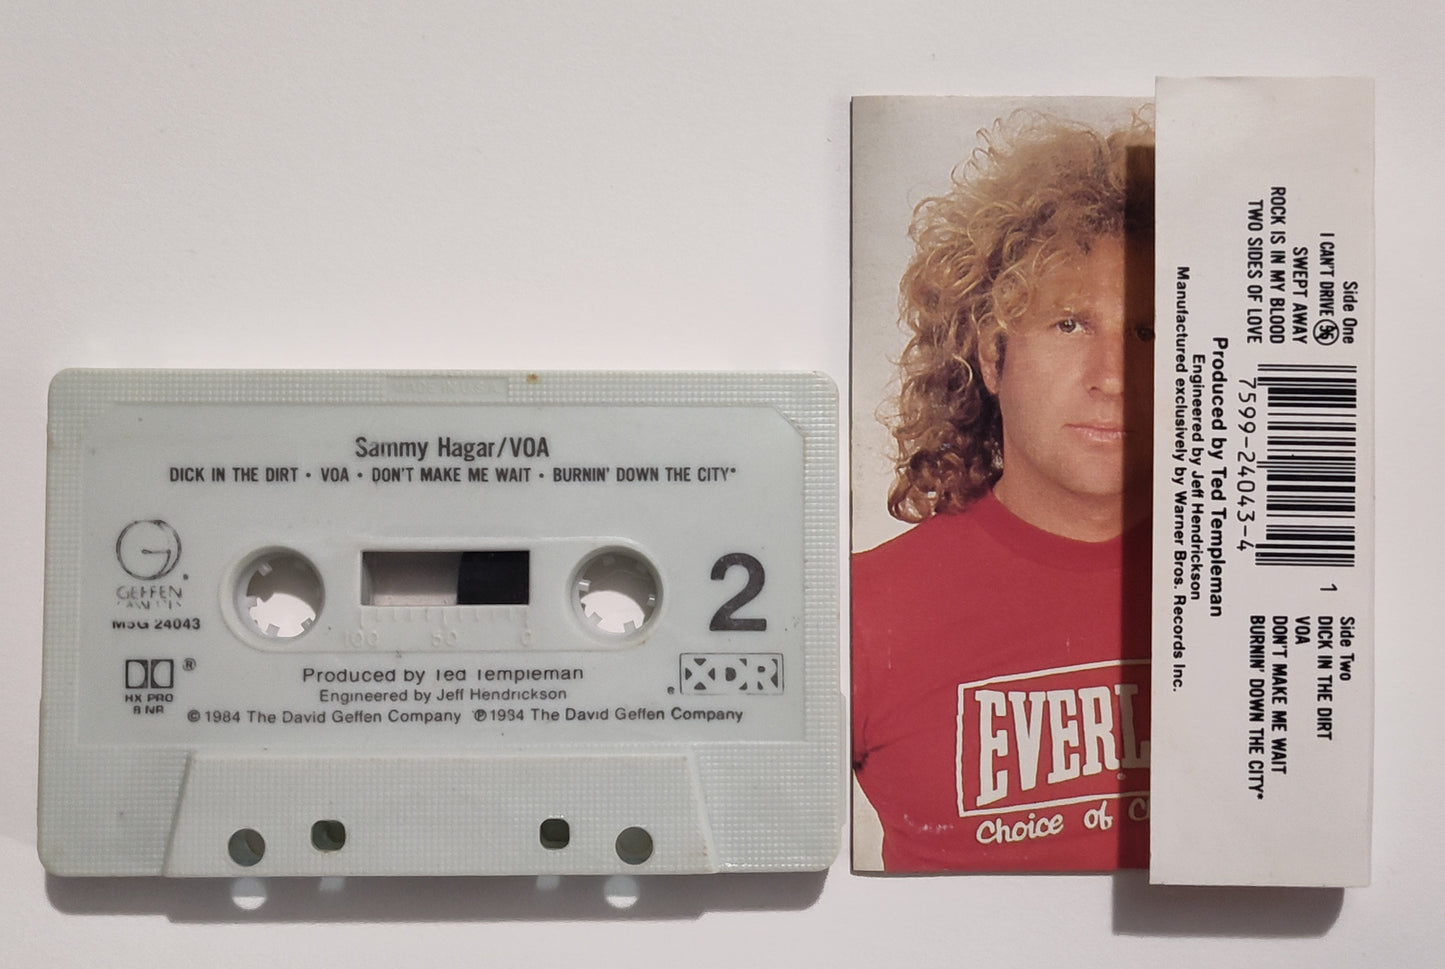 Sammy Hagar/VOA
DICK IN THE DIRT • VOA • DON'T MAKE ME WAIT • BURNIN' DOWN THE CITY*
G
GEFFEN
M5G 24043
2
HX PRO
B NR
®
XDR
Produced by Ted Templeman
Engineered by Jeff Hendrickson
© 1984 The David Geffen Company ℗ 1984 The David Geffen Company
100 50 0
EVERL
Choice of C
Side One
I CAN'T DRIVE 55
SWEPT AWAY
ROCK IS IN MY BLOOD
TWO SIDES OF LOVE
7599-24043-4
1
Side Two
DICK IN THE DIRT
VOA
DON'T MAKE ME WAIT
BURNIN' DOWN THE CITY*
Produced by Ted Templeman
Engineered by Jeff Hendrickson
Manufactured exclusively by Warner Bros. Records Inc.